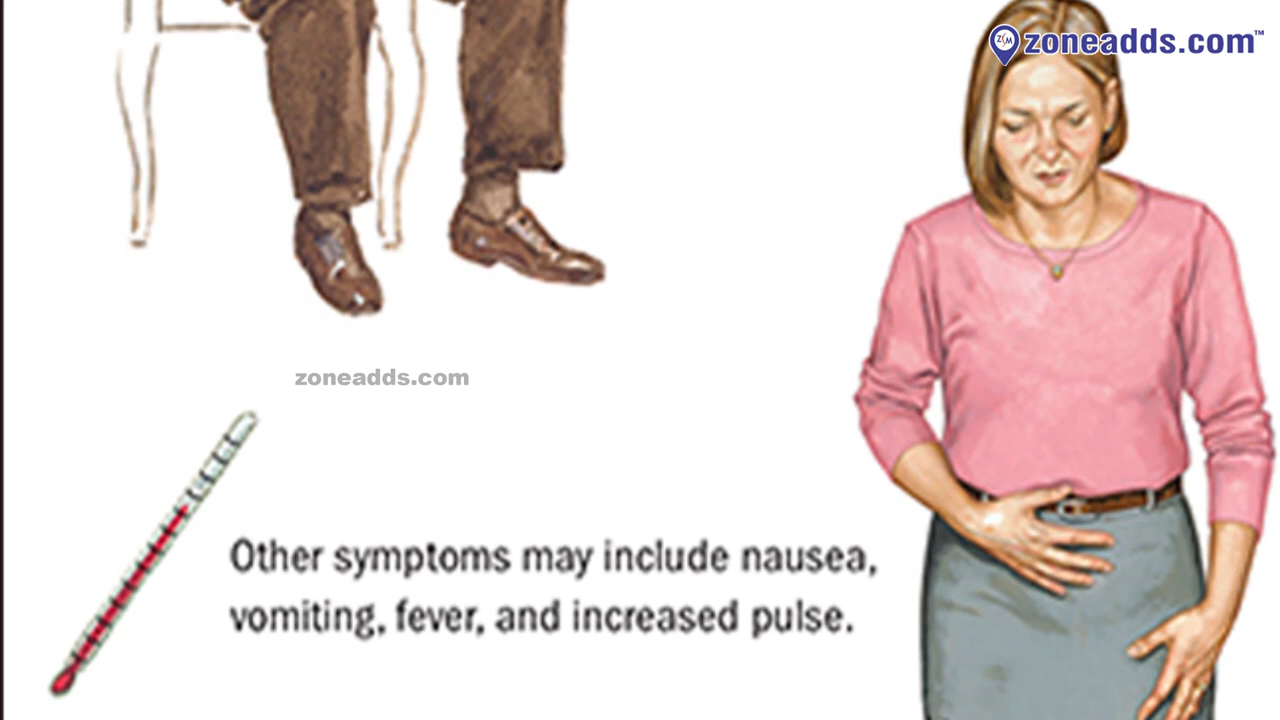 zoneadds.com™
zoneadds.com
Other symptoms may include nausea,
vomiting, fever, and increased pulse.